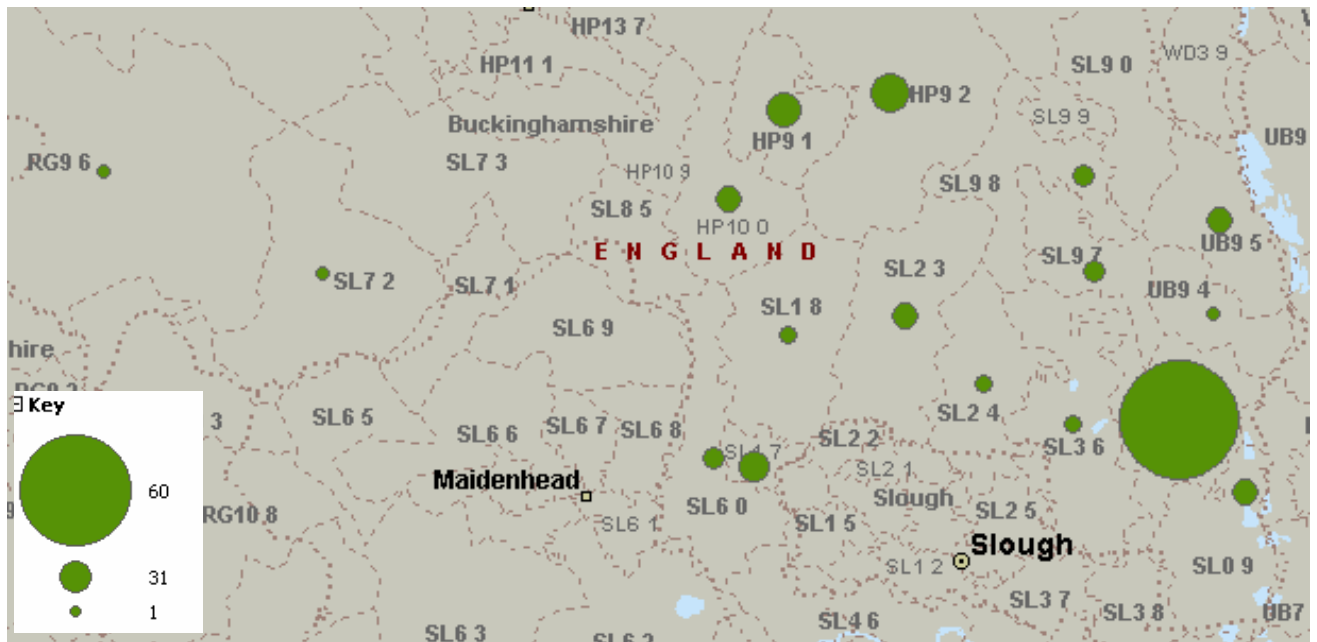 HP13 7
HP11 1
SL9 0
WD3 9
HP9 2
SL9 9
Buckinghamshire
HP9 1
UB9
RG9 6
SL7 3
HP10 9
SL9 8
SL8 5
HP10 0
E N G L A N D
UB9 5
SL2 3
SL9 7
SL7 2
SL7 1
UB9 4
SL1 8
SL6 9
hire
RG9 2
Key
SL6 5
3
SL6 6
SL6 7
SL6 8
SL2 4
SL2 2
SL3 6
SL1 7
SL2 1
Maidenhead
60
Slough
SL6 0
RG10 8
SL6 1
SL1 5
SL2 5
Slough
SL1 2
SL0 9
31
SL3 7
SL3 8
UB7
1
SL4 6
SL6 3
SL6 2